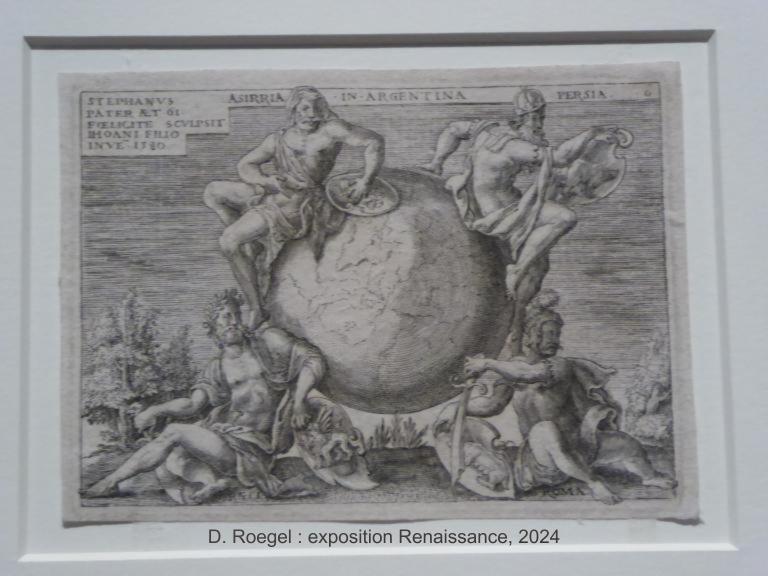 STEPHANVS
PATER ÆT 61
FŒLICITE SCVLPSIT
IHOANI FILIO
INVE 1580
ASIRRIA · IN · ARGENTINA PERSIA · 6
ROMA
D. Roegel : exposition Renaissance, 2024